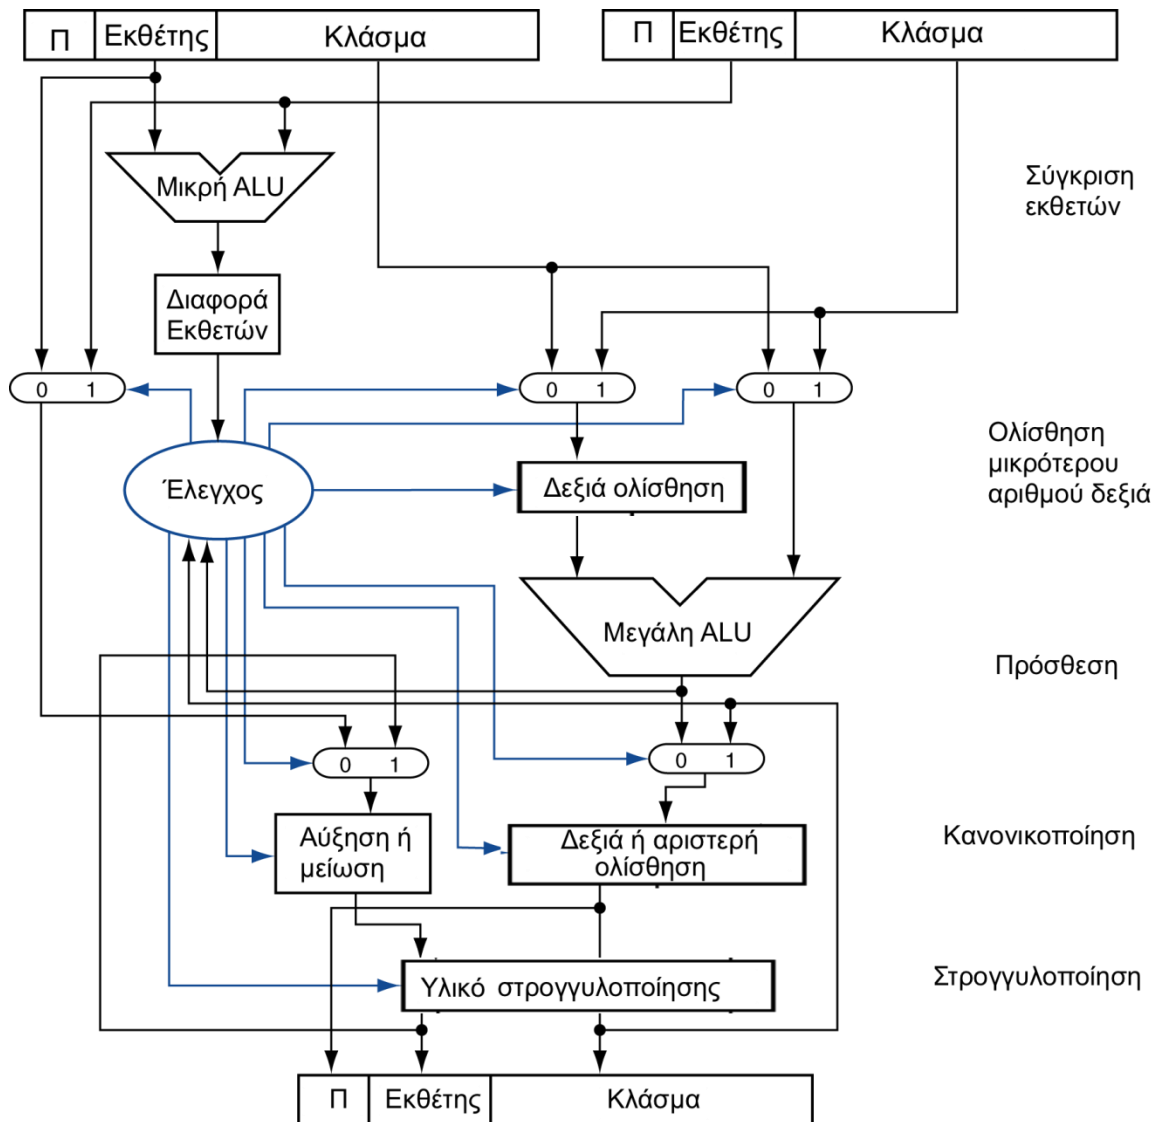 Π Εκθέτης Κλάσμα Π Εκθέτης Κλάσμα
Μικρή ALU
Σύγκριση
εκθετών
Διαφορά
Εκθετών
0 1 0 1 0 1
Ολίσθηση
μικρότερου
αριθμού δεξιά
Έλεγχος
Δεξιά ολίσθηση
Μεγάλη ALU
Πρόσθεση
0 1 0 1
Αύξηση ή
μείωση
Δεξιά ή αριστερή
ολίσθηση
Κανονικοποίηση
Υλικό στρογγυλοποίησης
Στρογγυλοποίηση
Π Εκθέτης Κλάσμα